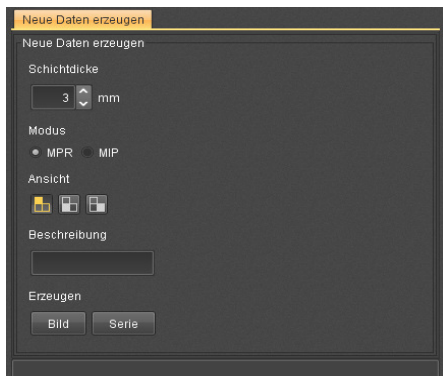 Neue Daten erzeugen
Neue Daten erzeugen
Schichtdicke
3 mm
Modus
MPR MIP
Ansicht
Beschreibung
Erzeugen
Bild Serie